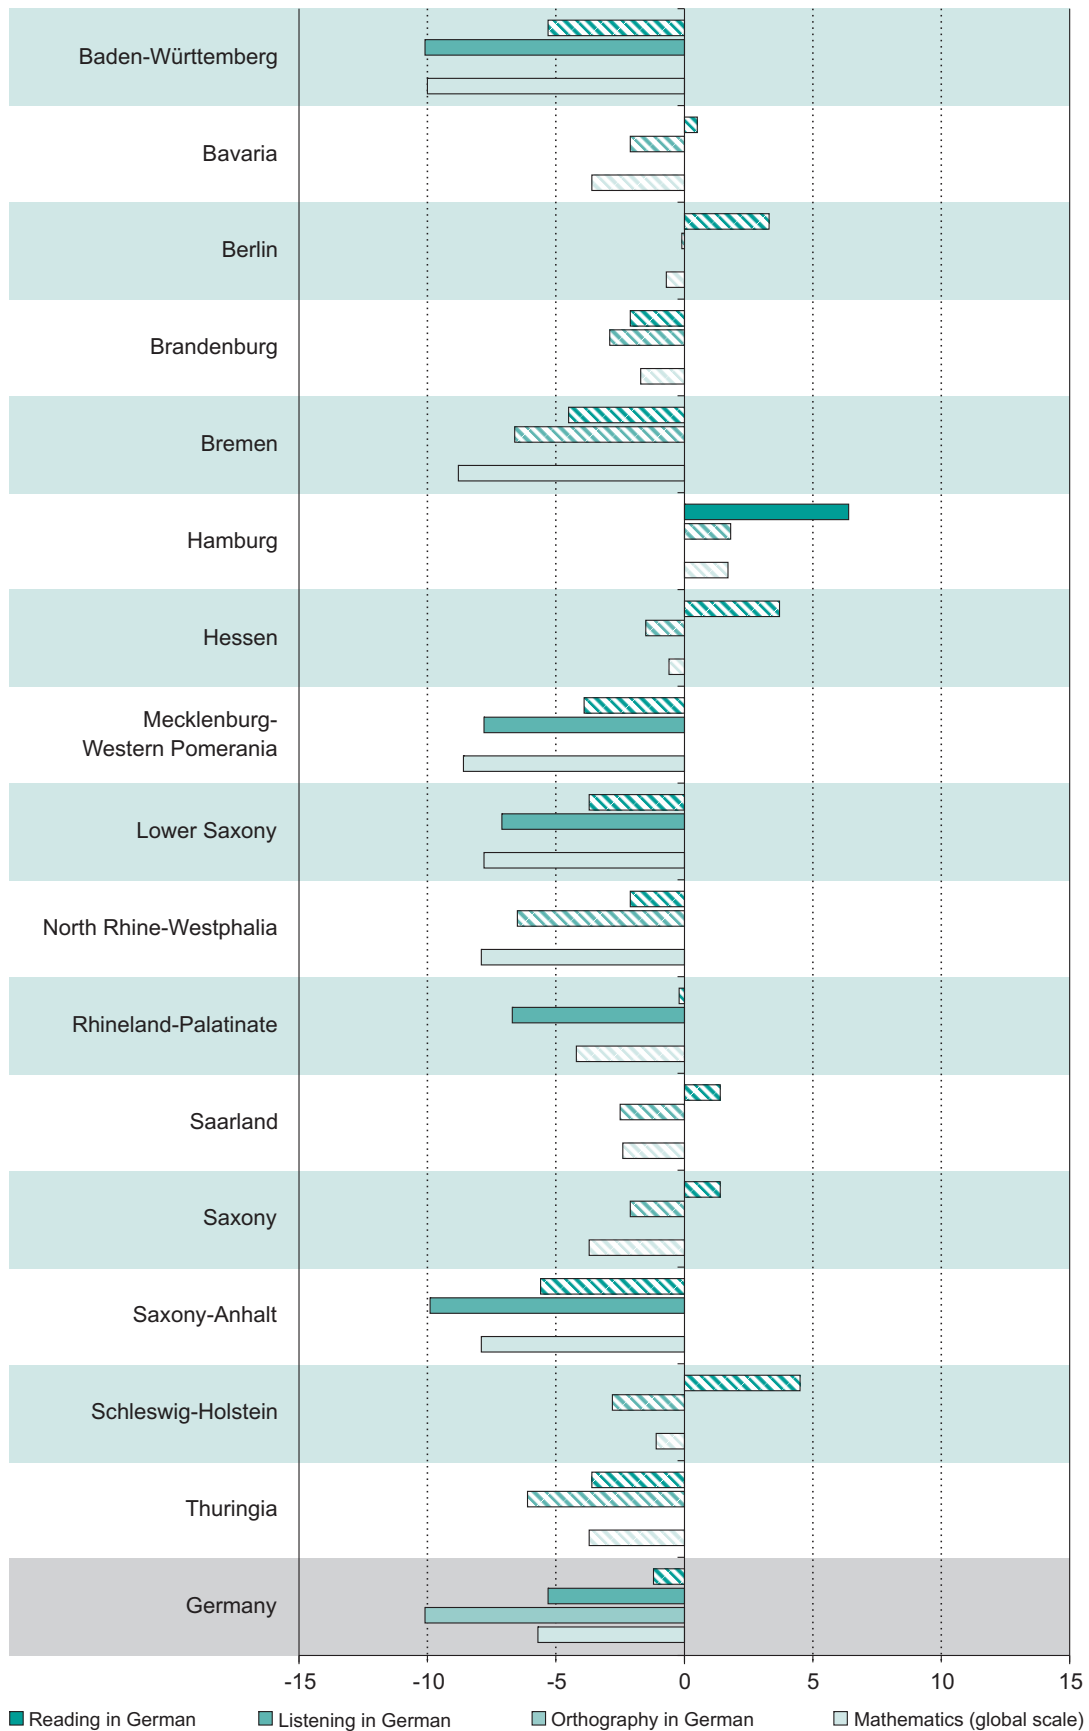 Baden-Württemberg
Bavaria
Berlin
Brandenburg
Bremen
Hamburg
Hessen
Mecklenburg-
Western Pomerania
Lower Saxony
North Rhine-Westphalia
Rhineland-Palatinate
Saarland
Saxony
Saxony-Anhalt
Schleswig-Holstein
Thuringia
Germany
-15 -10 -5 0 5 10 15
Reading in German Listening in German Orthography in German Mathematics (global scale)